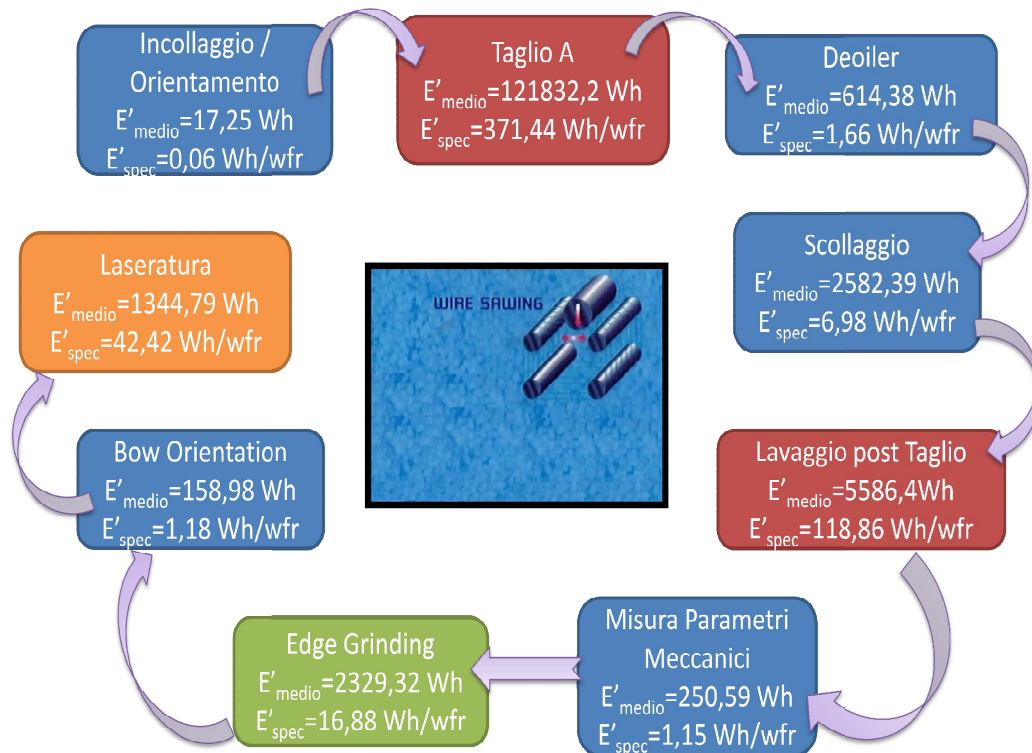 Incollaggio /
Orientamento
E'medio=17,25 Wh
E'spec=0,06 Wh/wfr
Taglio A
E'medio=121832,2 Wh
E'spec=371,44 Wh/wfr
Deoiler
E'medio=614,38 Wh
E'spec=1,66 Wh/wfr
Scollaggio
E'medio=2582,39 Wh
E'spec=6,98 Wh/wfr
Lavaggio post Taglio
E'medio=5586,4Wh
E'spec=118,86 Wh/wfr
Misura Parametri
Meccanici
E'medio=250,59 Wh
E'spec=1,15 Wh/wfr
Edge Grinding
E'medio=2329,32 Wh
E'spec=16,88 Wh/wfr
Bow Orientation
E'medio=158,98 Wh
E'spec=1,18 Wh/wfr
Laseratura
E'medio=1344,79 Wh
E'spec=42,42 Wh/wfr
WIRE SAWING